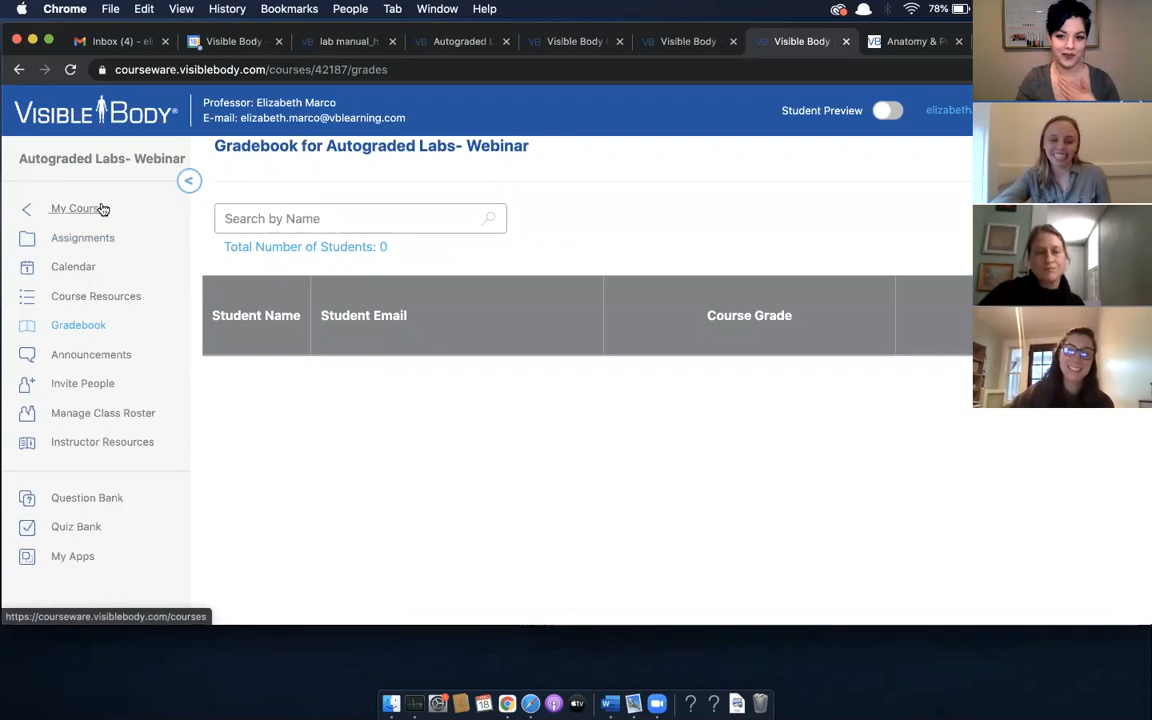 Chrome File Edit View History Bookmarks People Tab Window Help 78%
Inbox (4) - eli
Visible Body
lab manual_h
Autograded L
Visible Body
Visible Body
Visible Body
Anatomy & P
courseware.visiblebody.com/courses/42187/grades
VISIBLE BODY®
Professor: Elizabeth Marco
E-mail: elizabeth.marco@vblearning.com
Student Preview
elizabeth.
Autograded Labs- Webinar
Gradebook for Autograded Labs- Webinar
<
My Cours
Assignments
Calendar
Course Resources
Gradebook
Announcements
Invite People
Manage Class Roster
Instructor Resources
Question Bank
Quiz Bank
My Apps
Search by Name
Total Number of Students: 0
Student Name Student Email Course Grade
https://courseware.visiblebody.com/courses